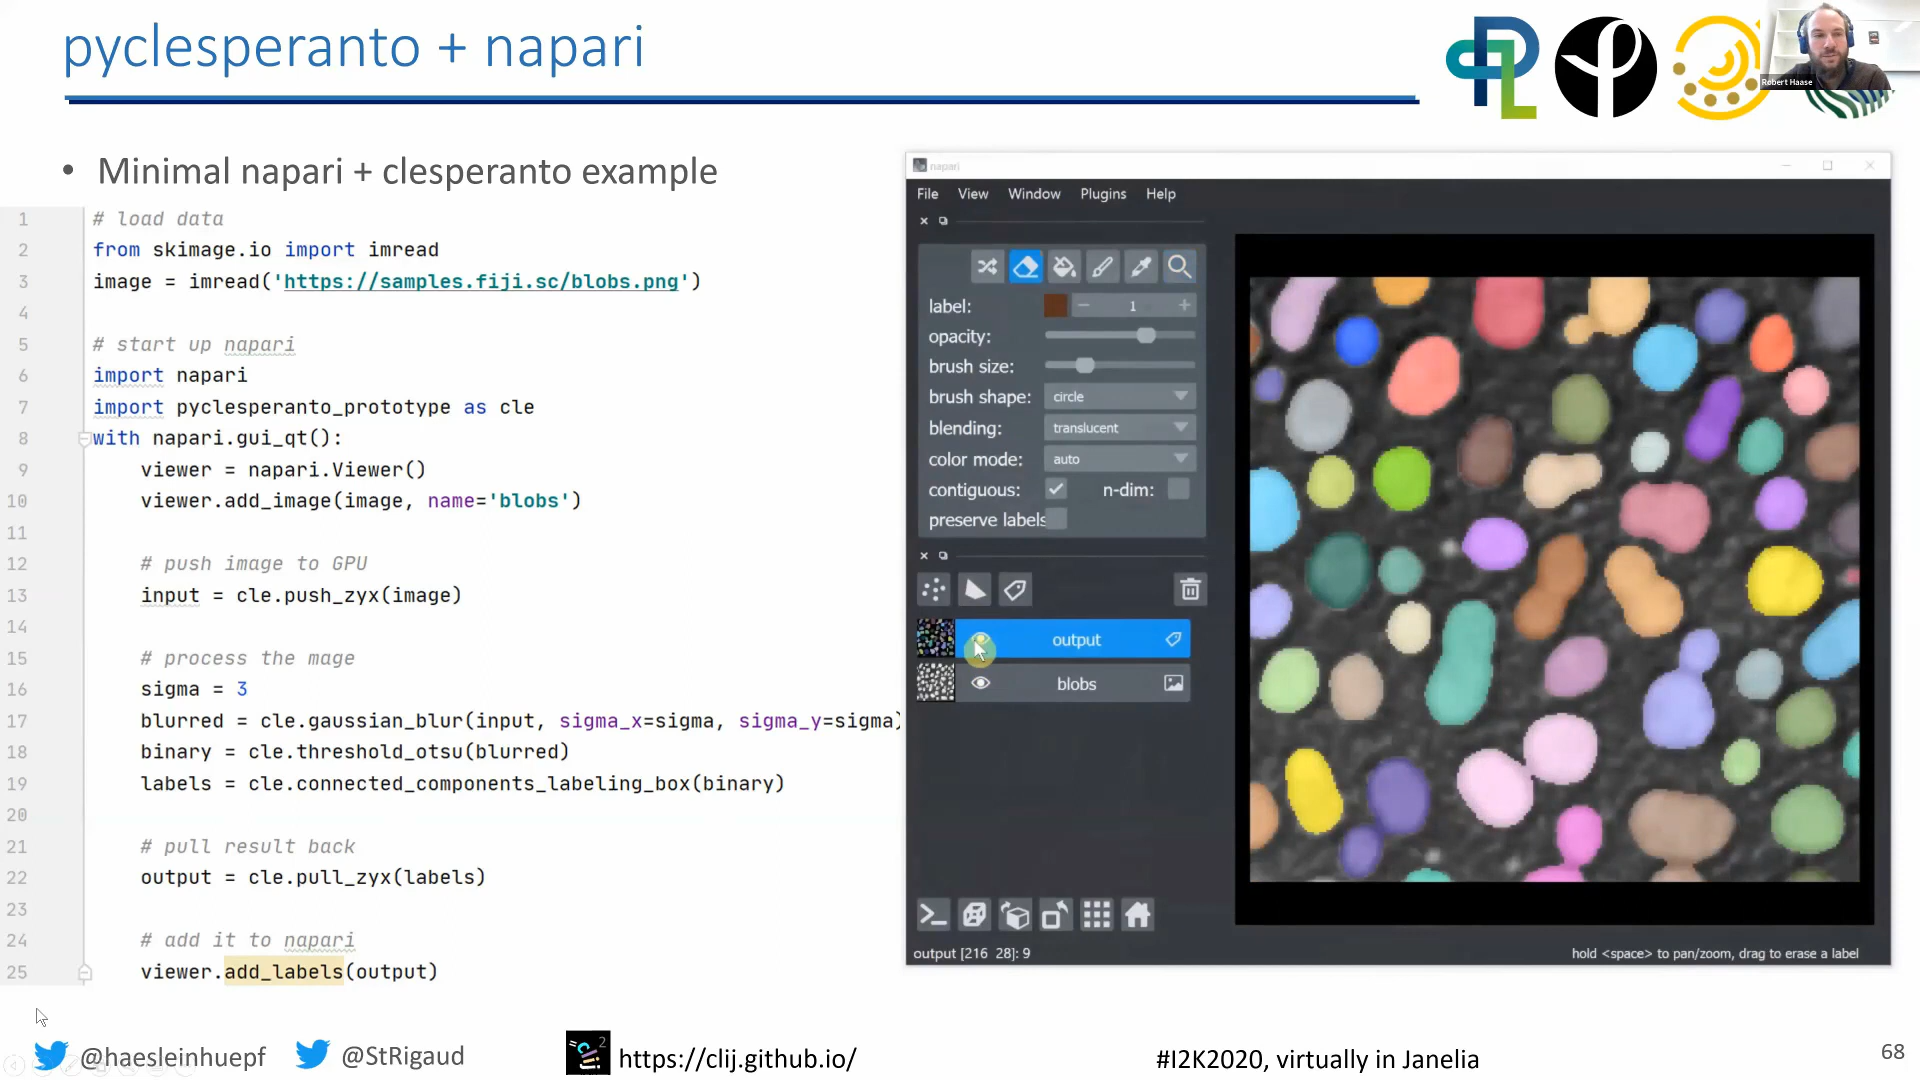 pyclesperanto + napari
Robert Haase
• Minimal napari + clesperanto example
1 # load data
2 from skimage.io import imread
3 image = imread('https://samples.fiji.sc/blobs.png')
4
5 # start up napari
6 import napari
7 import pyclesperanto_prototype as cle
8 with napari.gui_qt():
9 viewer = napari.Viewer()
10 viewer.add_image(image, name='blobs')
11
12 # push image to GPU
13 input = cle.push_zyx(image)
14
15 # process the mage
16 sigma = 3
17 blurred = cle.gaussian_blur(input, sigma_x=sigma, sigma_y=sigma)
18 binary = cle.threshold_otsu(blurred)
19 labels = cle.connected_components_labeling_box(binary)
20
21 # pull result back
22 output = cle.pull_zyx(labels)
23
24 # add it to napari
25 viewer.add_labels(output)
napari
File View Window Plugins Help
label: 1
opacity:
brush size:
brush shape: circle
blending: translucent
color mode: auto
contiguous: n-dim:
preserve labels
output
blobs
output [216 28]: 9
hold <space> to pan/zoom, drag to erase a label
@haesleinhuepf
@StRigaud
2
https://clij.github.io/
#I2K2020, virtually in Janelia
68